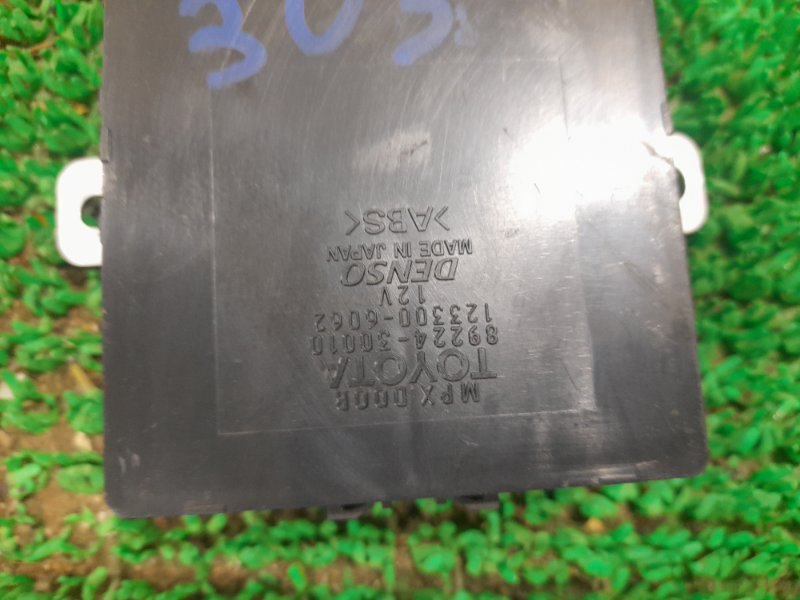 MPX DOOR
TOYOTA
89224-30010
123300-6062
12V
DENSO
MADE IN JAPAN
>ABS<
303